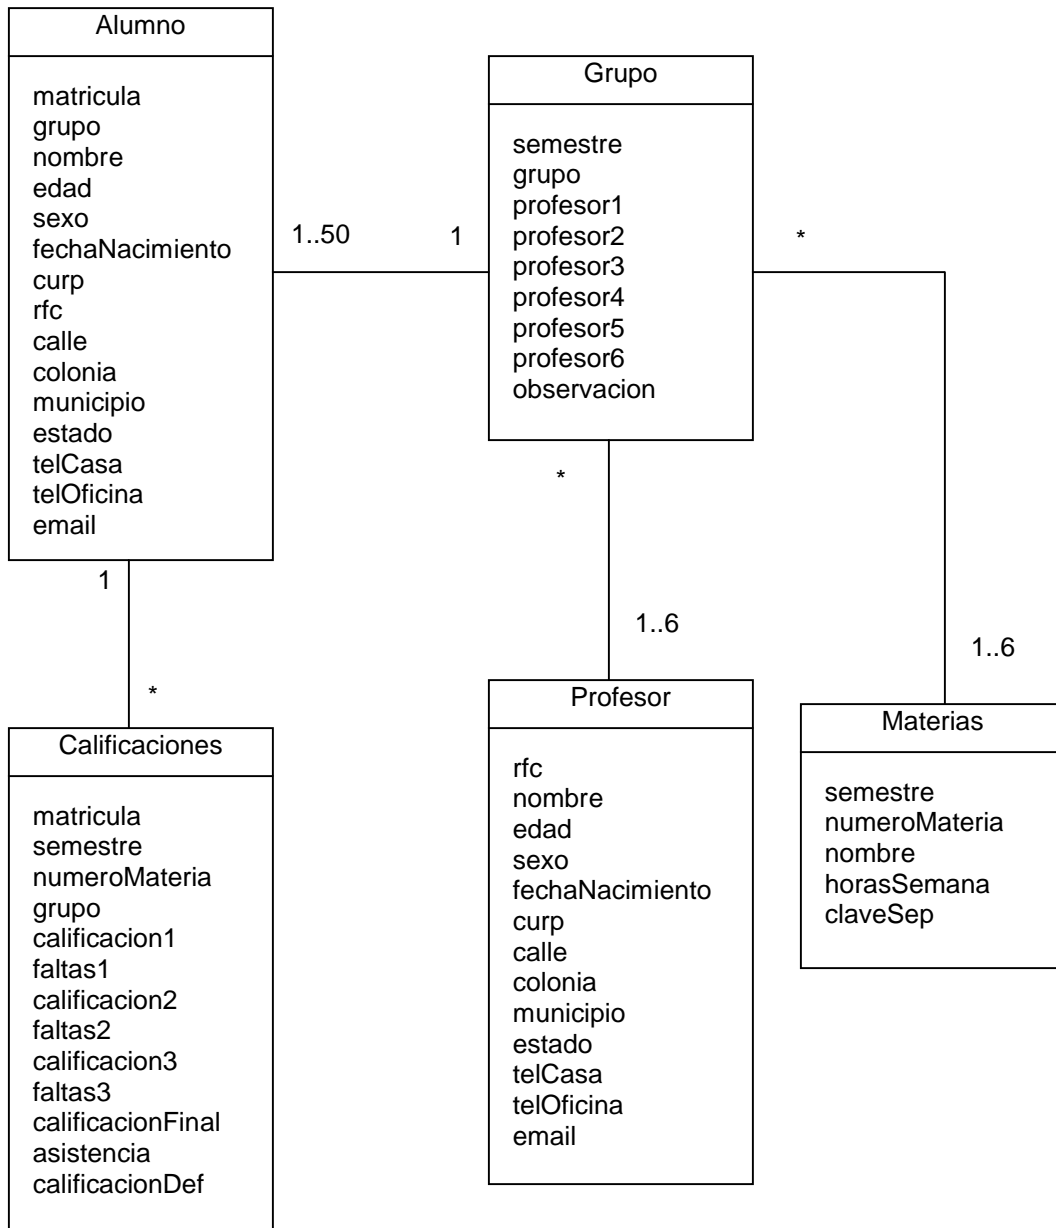 Alumno
matricula
grupo
nombre
edad
sexo
fechaNacimiento
curp
rfc
calle
colonia
municipio
estado
telCasa
telOficina
email
1..50
1
Grupo
semestre
grupo
profesor1
profesor2
profesor3
profesor4
profesor5
profesor6
observacion
*
*
1
*
1..6
1..6
Calificaciones
matricula
semestre
numeroMateria
grupo
calificacion1
faltas1
calificacion2
faltas2
calificacion3
faltas3
calificacionFinal
asistencia
calificacionDef
Profesor
rfc
nombre
edad
sexo
fechaNacimiento
curp
calle
colonia
municipio
estado
telCasa
telOficina
email
Materias
semestre
numeroMateria
nombre
horasSemana
claveSep